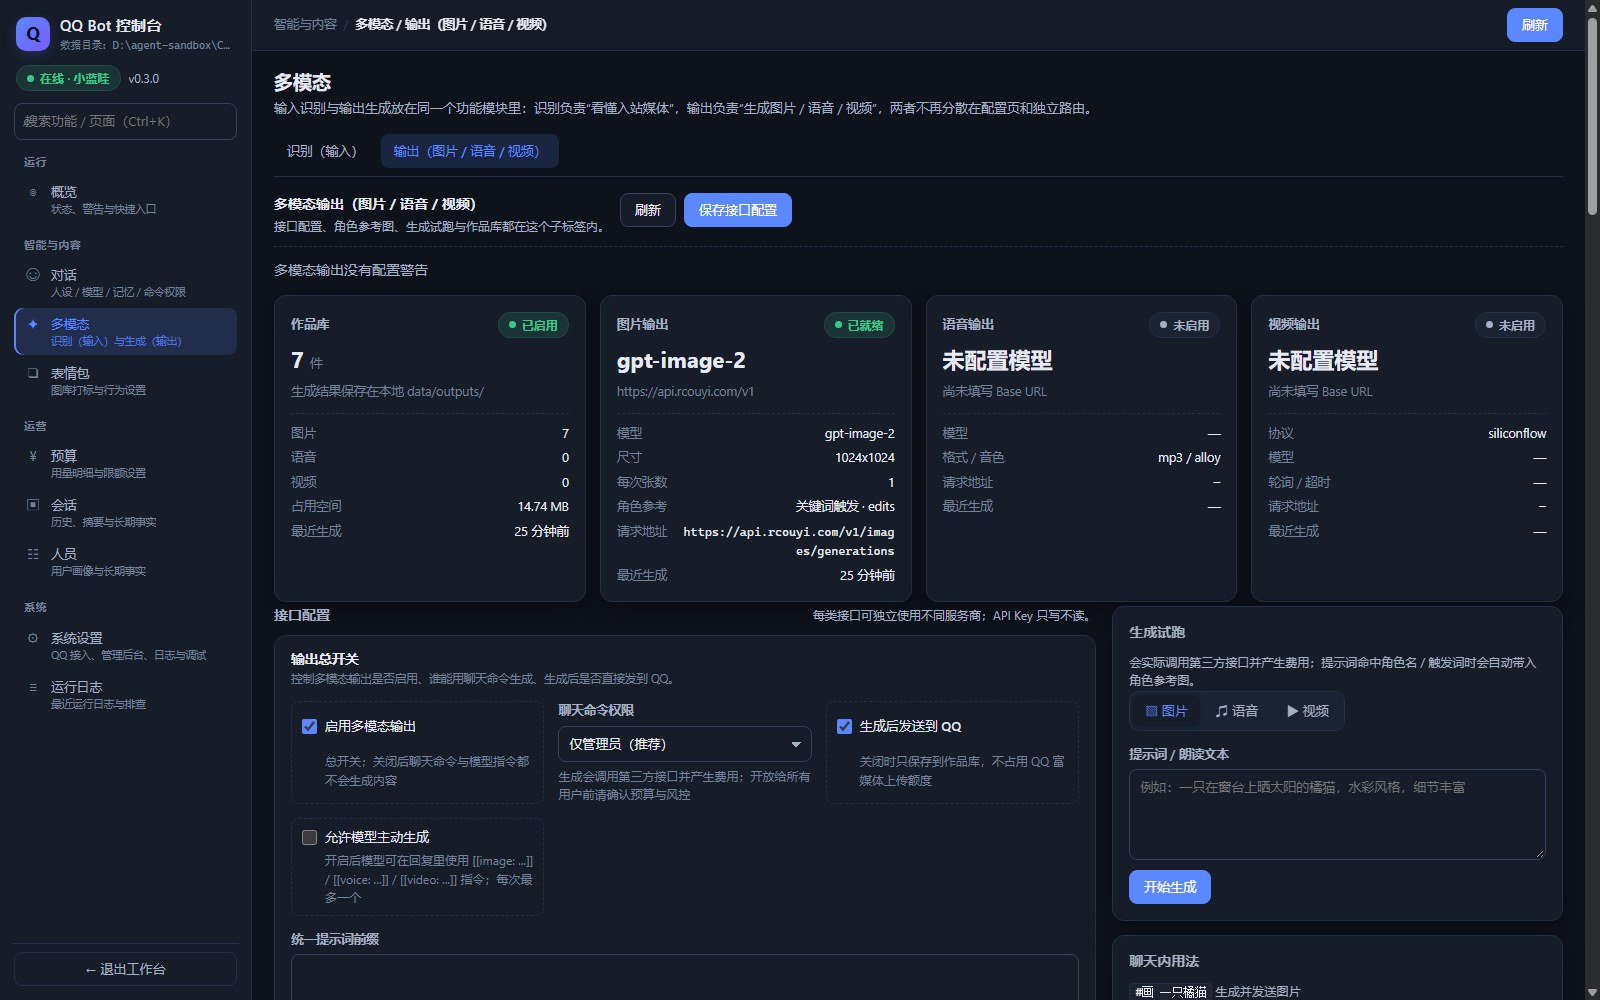 Q
QQ Bot 控制台
数据目录：D:\agent-sandbox\C…
在线 · 小蓝哇
v0.3.0
搜索功能 / 页面（Ctrl+K）
运行
概览
状态、警告与快捷入口
智能与内容
对话
人设 / 模型 / 记忆 / 命令权限
多模态
识别（输入）与生成（输出）
表情包
图库打标与行为设置
运营
¥ 预算
用量明细与限额设置
会话
历史、摘要与长期事实
人员
用户画像与长期事实
系统
系统设置
QQ 接入、管理后台、日志与调试
运行日志
最近运行日志与排查
← 退出工作台
智能与内容 / 多模态 / 输出（图片 / 语音 / 视频）
刷新
多模态
输入识别与输出生成放在同一个功能模块里：识别负责“看懂入站媒体”，输出负责“生成图片 / 语音 / 视频”，两者不再分散在配置页和独立路由。
识别（输入）
输出（图片 / 语音 / 视频）
多模态输出（图片 / 语音 / 视频）
接口配置、角色参考图、生成试跑与作品库都在这个子标签内。
刷新
保存接口配置
多模态输出没有配置警告
作品库
已启用
7 件
生成结果保存在本地 data/outputs/
图片 7
语音 0
视频 0
占用空间 14.74 MB
最近生成 25 分钟前
图片输出
已就绪
gpt-image-2
https://api.rcouyi.com/v1
模型 gpt-image-2
尺寸 1024x1024
每次张数 1
角色参考 关键词触发 · edits
请求地址 https://api.rcouyi.com/v1/imag
es/generations
最近生成 25 分钟前
语音输出
未启用
未配置模型
尚未填写 Base URL
模型 —
格式 / 音色 mp3 / alloy
请求地址 –
最近生成 —
视频输出
未启用
未配置模型
尚未填写 Base URL
协议 siliconflow
模型 —
轮询 / 超时 —
请求地址 –
最近生成 —
接口配置
每类接口可独立使用不同服务商；API Key 只写不读。
输出总开关
控制多模态输出是否启用、谁能用聊天命令生成、生成后是否直接发到 QQ。
启用多模态输出
总开关；关闭后聊天命令与模型指令都
不会生成内容
聊天命令权限
仅管理员（推荐）
生成会调用第三方接口并产生费用；开放给所有
用户前请确认预算与风控
生成后发送到 QQ
关闭时只保存到作品库，不占用 QQ 富
媒体上传额度
允许模型主动生成
开启后模型可在回复里使用 [[image: ...]]
/ [[voice: ...]] / [[video: ...]] 指令；每次最
多一个
统一提示词前缀
生成试跑
会实际调用第三方接口并产生费用；提示词命中角色名 / 触发词时会自动带入
角色参考图。
图片
语音
视频
提示词 / 朗读文本
例如：一只在窗台上晒太阳的橘猫，水彩风格，细节丰富
开始生成
聊天内用法
#画 一只橘猫 生成并发送图片